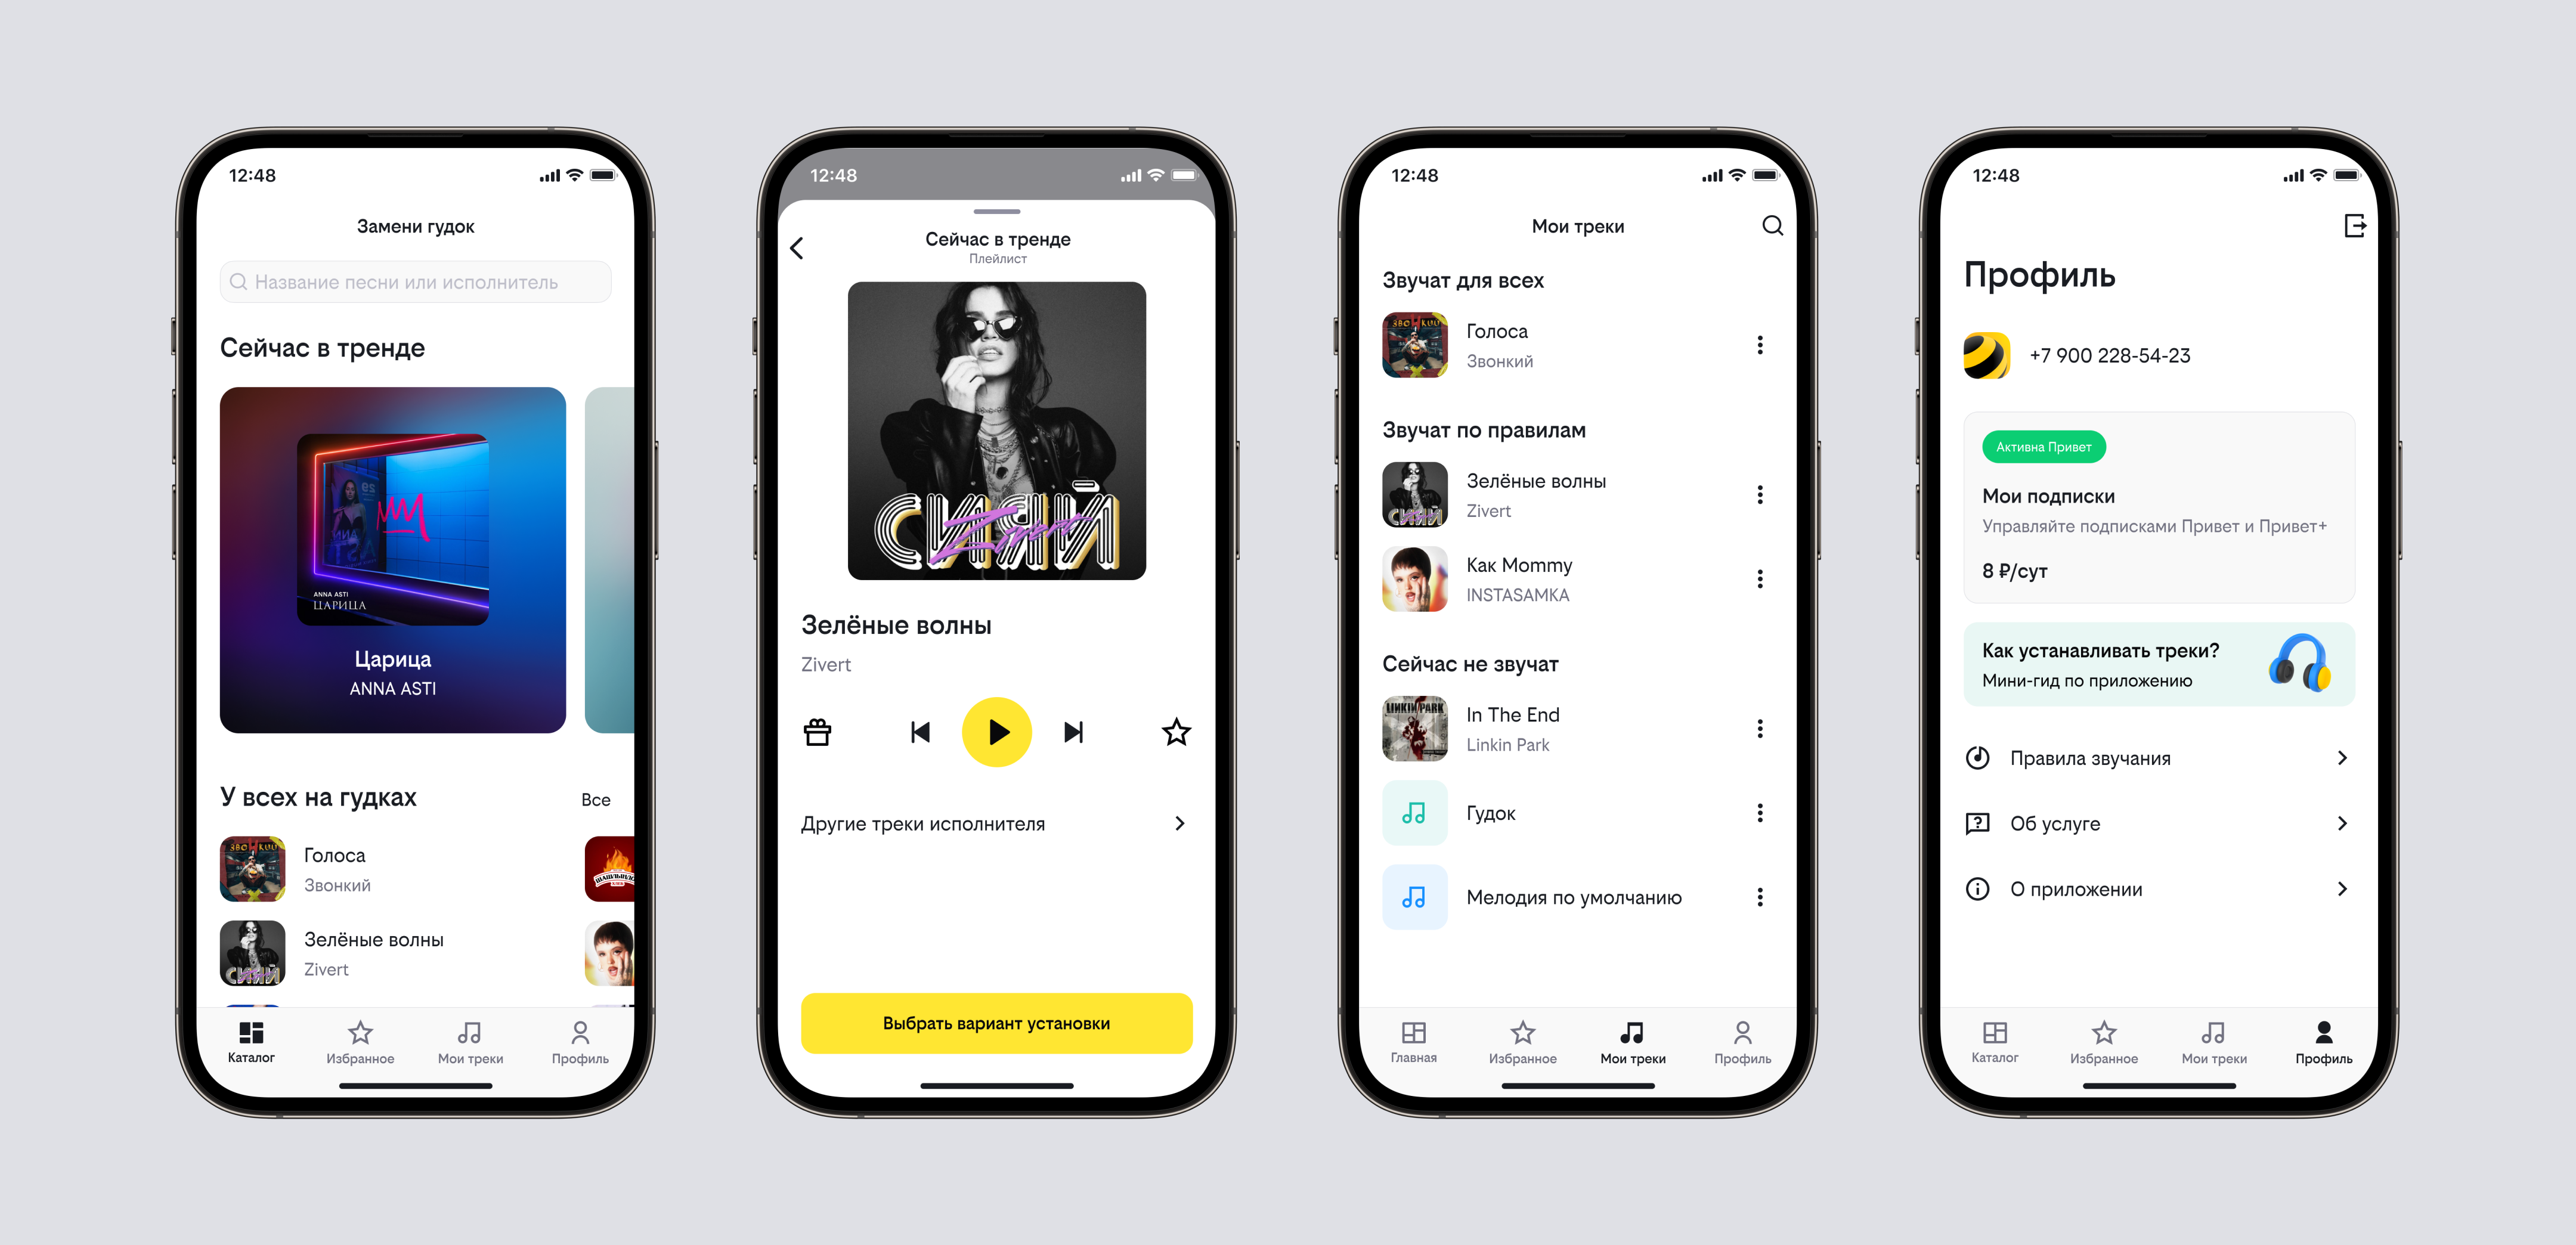 12:48
Замени гудок
Название песни или исполнитель
Сейчас в тренде
ANNA ASTI
ЦАРИЦА
Царица
ANNA ASTI
У всех на гудках
Все
Голоса
Звонкий
Зелёные волны
Zivert
Каталог
Избранное
Мои треки
Профиль
12:48
Сейчас в тренде
Плейлист
СИЯЙ
Zivert
Зелёные волны
Zivert
Другие треки исполнителя
Выбрать вариант установки
12:48
Мои треки
Звучат для всех
Голоса
Звонкий
Звучат по правилам
Зелёные волны
Zivert
Как Mommy
INSTASAMKA
Сейчас не звучат
LINKIN PARK
In The End
Linkin Park
Гудок
Мелодия по умолчанию
Главная
Избранное
Мои треки
Профиль
12:48
Профиль
+7 900 228-54-23
Активна Привет
Мои подписки
Управляйте подписками Привет и Привет+
8 ₽/сут
Как устанавливать треки?
Мини-гид по приложению
Правила звучания
Об услуге
О приложении
Каталог
Избранное
Мои треки
Профиль